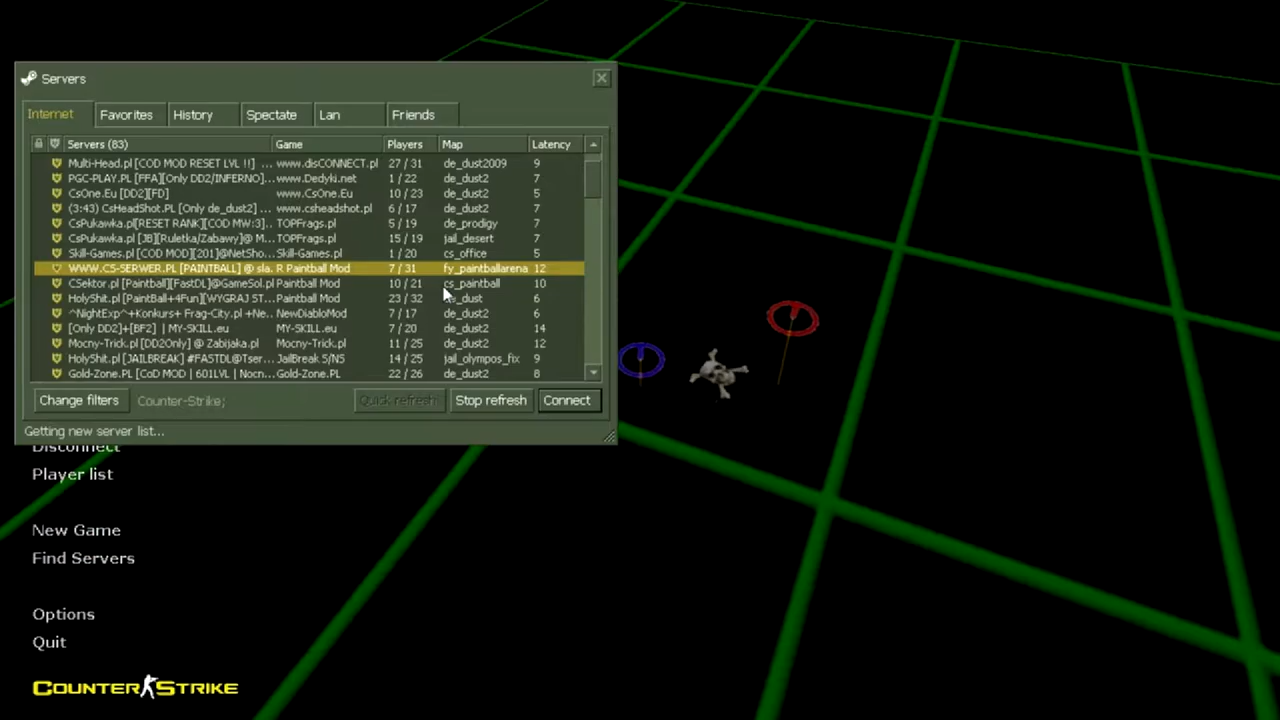 Servers
Internet Favorites History Spectate Lan Friends
Servers (83) Game Players Map Latency
Multi-Head.pl [COD MOD RESET LVL !!] ... www.disCONNECT.pl 27 / 31 de_dust2009 9
PGC-PLAY.PL [FFA][Only DD2/INFERNO]... www.Dedyki.net 1 / 22 de_dust2 7
CsOne.Eu [DD2][FD] www.CsOne.Eu 10 / 23 de_dust2 5
(3:43) CsHeadShot.PL [Only de_dust2] ... www.csheadshot.pl 6 / 17 de_dust2 7
CsPukawka.pl[RESET RANK][COD MW:3]... TOPFrags.pl 5 / 19 de_prodigy 7
CsPukawka.pl [JB][Ruletka/Zabawy]@ M... TOPFrags.pl 15 / 19 jail_desert 7
Skill-Games.pl [COD MOD][201]@NetSho... Skill-Games.pl 1 / 20 cs_office 5
WWW.CS-SERWER.PL [PAINTBALL] @ sla. R Paintball Mod 7 / 31 fy_paintballarena 12
CSektor.pl [Paintball][FastDL]@GameSol.pl Paintball Mod 10 / 21 cs_paintball 10
HolyShit.pl [PaintBall+4Fun][WYGRAJ ST... Paintball Mod 23 / 32 de_dust 6
^NightExp^+Konkurs+ Frag-City.pl +Ne... NewDiabloMod 7 / 17 de_dust2 6
[Only DD2]+[BF2] | MY-SKILL.eu MY-SKILL.eu 7 / 20 de_dust2 14
Mocny-Trick.pl [DD2Only] @ Zabijaka.pl Mocny-Trick.pl 11 / 25 de_dust2 12
HolyShit.pl [JAILBREAK] #FASTDL@Tser... JailBreak S/NS 14 / 25 jail_olympos_fix 9
Gold-Zone.PL [CoD MOD | 601LVL | Nocn... Gold-Zone.PL 22 / 26 de_dust2 8
Change filters Counter-Strike; Quick refresh Stop refresh Connect
Getting new server list...
Disconnect
Player list
New Game
Find Servers
Options
Quit
COUNTER STRIKE